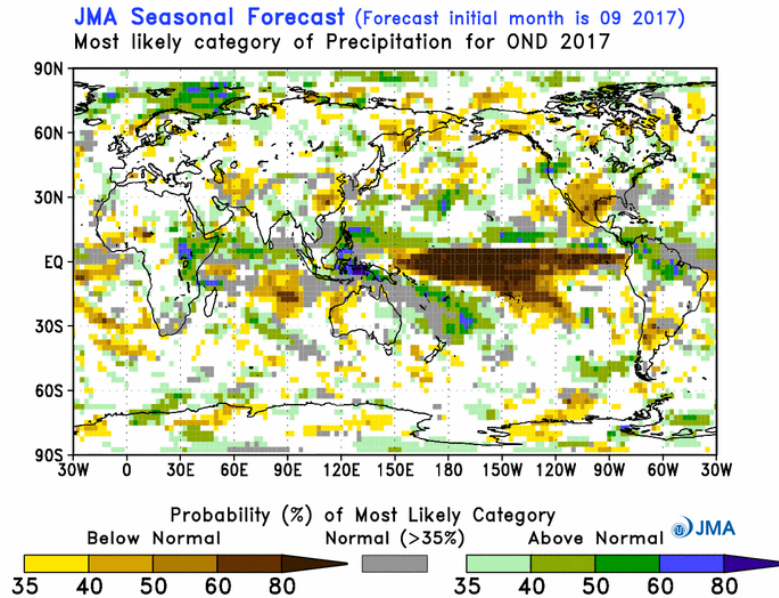 JMA Seasonal Forecast (Forecast initial month is 09 2017)
Most likely category of Precipitation for OND 2017
90N
60N
30N
EQ
30S
60S
90S
30W 0 30E 60E 90E 120E 150E 180 150W 120W 90W 60W 30W
Probability (%) of Most Likely Category
Below Normal Normal (>35%) Above Normal JMA
35 40 50 60 80 35 40 50 60 80